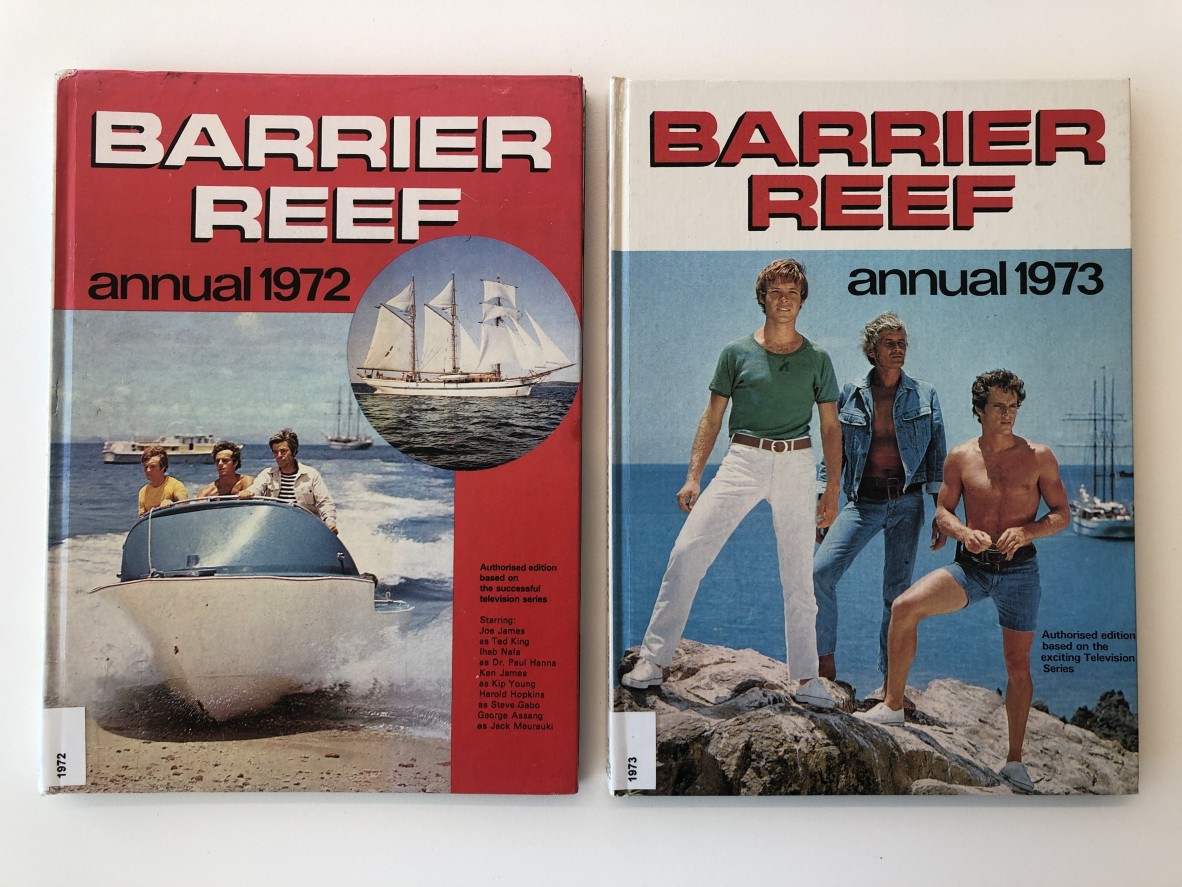 BARRIER
REEF
annual 1972
Authorised edition
based on
the successful
television series
Starring:
Joe James
as Ted King
Ihab Nafa
as Dr. Paul Hanna
Ken James
as Kip Young
Harold Hopkins
as Steve Gabo
George Assang
as Jack Meurauki
1972
BARRIER
REEF
annual 1973
Authorised edition
based on the
exciting Television
Series
1973